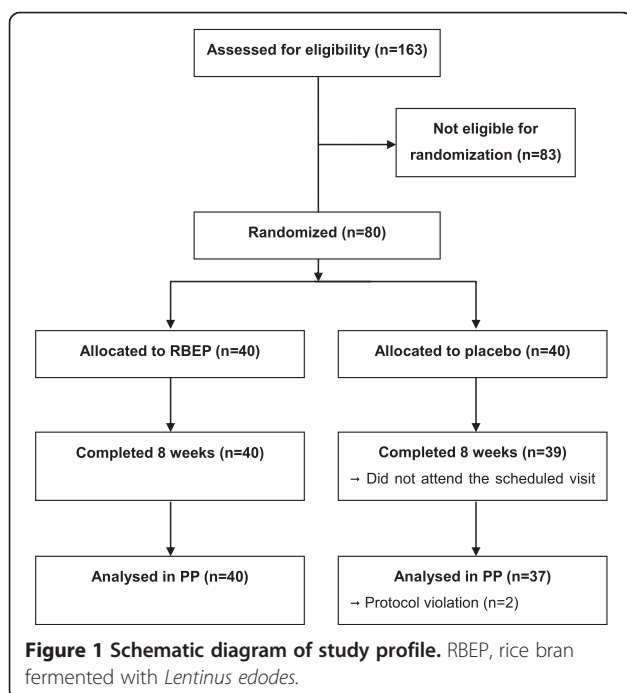 Assessed for eligibility (n=163)
Not eligible for
randomization (n=83)
Randomized (n=80)
Allocated to RBEP (n=40)
Allocated to placebo (n=40)
Completed 8 weeks (n=40)
Completed 8 weeks (n=39)
→ Did not attend the scheduled visit
Analysed in PP (n=40)
Analysed in PP (n=37)
→ Protocol violation (n=2)
Figure 1 Schematic diagram of study profile. RBEP, rice bran
fermented with Lentinus edodes.